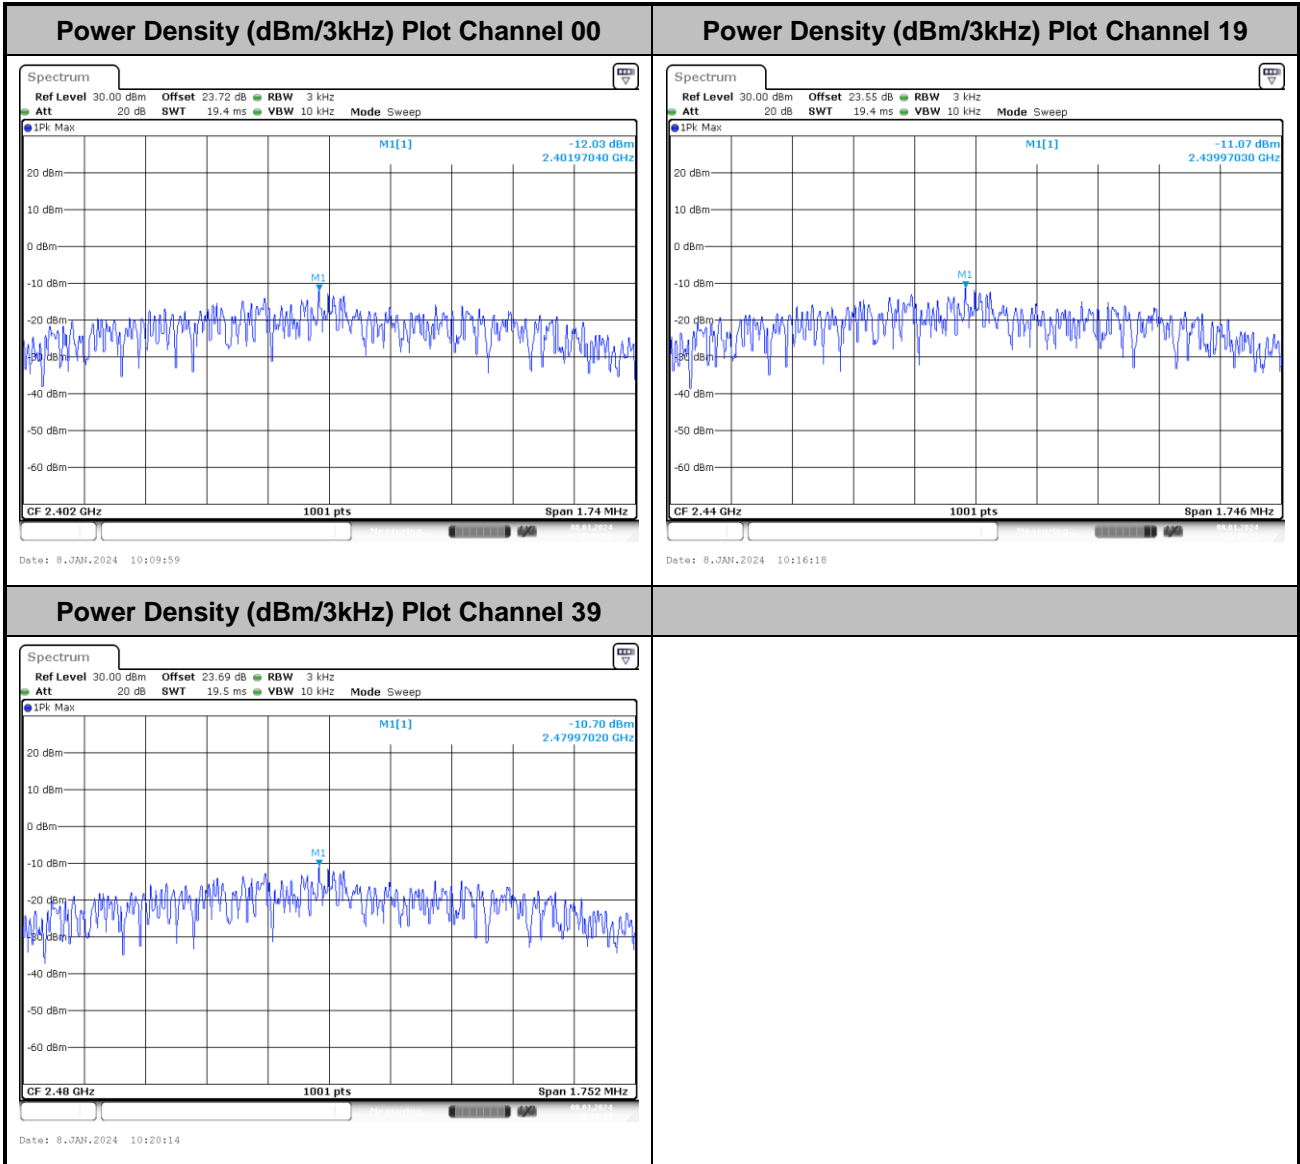 Power Density (dBm/3kHz) Plot Channel 00
Spectrum
Ref Level 30.00 dBm Offset 23.72 dB RBW 3 kHz
Att 20 dB SWT 19.4 ms VBW 10 kHz Mode Sweep
1Pk Max
M1[1] -12.03 dBm
2.40197040 GHz
20 dBm
10 dBm
0 dBm
M1
-10 dBm
-20 dBm
-30 dBm
-40 dBm
-50 dBm
-60 dBm
CF 2.402 GHz 1001 pts Span 1.74 MHz
Date: 8.JAN.2024 10:09:59
Power Density (dBm/3kHz) Plot Channel 19
Spectrum
Ref Level 30.00 dBm Offset 23.55 dB RBW 3 kHz
Att 20 dB SWT 19.4 ms VBW 10 kHz Mode Sweep
1Pk Max
M1[1] -11.07 dBm
2.43997030 GHz
20 dBm
10 dBm
0 dBm
M1
-10 dBm
-20 dBm
-30 dBm
-40 dBm
-50 dBm
-60 dBm
CF 2.44 GHz 1001 pts Span 1.746 MHz
Date: 8.JAN.2024 10:16:18
Power Density (dBm/3kHz) Plot Channel 39
Spectrum
Ref Level 30.00 dBm Offset 23.69 dB RBW 3 kHz
Att 20 dB SWT 19.5 ms VBW 10 kHz Mode Sweep
1Pk Max
M1[1] -10.70 dBm
2.47997020 GHz
20 dBm
10 dBm
0 dBm
M1
-10 dBm
-20 dBm
-30 dBm
-40 dBm
-50 dBm
-60 dBm
CF 2.48 GHz 1001 pts Span 1.752 MHz
Date: 8.JAN.2024 10:20:14